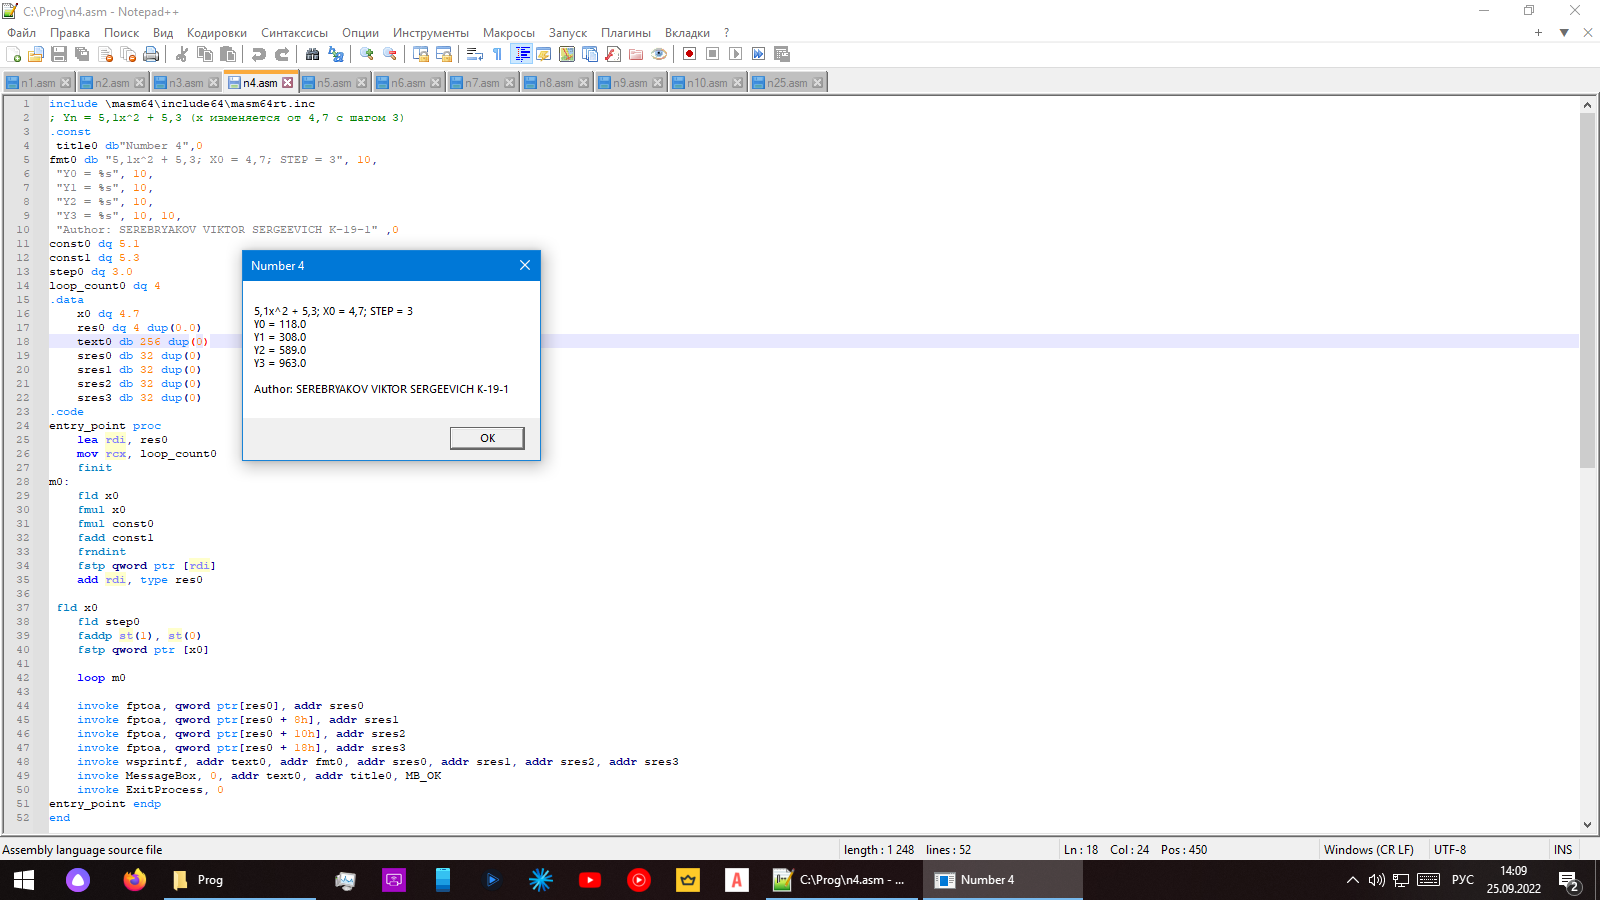 C:\Prog\n4.asm - Notepad++
Файл Правка Поиск Вид Кодировки Синтаксисы Опции Инструменты Макросы Запуск Плагины Вкладки ?
n1.asm n2.asm n3.asm n4.asm n5.asm n6.asm n7.asm n8.asm n9.asm n10.asm n25.asm
1 include \masm64\include64\masm64rt.inc
2 ; Yn = 5,1x^2 + 5,3 (x изменяется от 4,7 с шагом 3)
3 .const
4 title0 db"Number 4",0
5 fmt0 db "5,1x^2 + 5,3; X0 = 4,7; STEP = 3", 10,
6 "Y0 = %s", 10,
7 "Y1 = %s", 10,
8 "Y2 = %s", 10,
9 "Y3 = %s", 10, 10,
10 "Author: SEREBRYAKOV VIKTOR SERGEEVICH K-19-1" ,0
11 const0 dq 5.1
12 const1 dq 5.3
13 step0 dq 3.0
14 loop_count0 dq 4
15 .data
16 x0 dq 4.7
17 res0 dq 4 dup(0.0)
18 text0 db 256 dup(0)
19 sres0 db 32 dup(0)
20 sres1 db 32 dup(0)
21 sres2 db 32 dup(0)
22 sres3 db 32 dup(0)
23 .code
24 entry_point proc
25 lea rdi, res0
26 mov rcx, loop_count0
27 finit
28 m0:
29 fld x0
30 fmul x0
31 fmul const0
32 fadd const1
33 frndint
34 fstp qword ptr [rdi]
35 add rdi, type res0
36
37 fld x0
38 fld step0
39 faddp st(1), st(0)
40 fstp qword ptr [x0]
41
42 loop m0
43
44 invoke fptoa, qword ptr[res0], addr sres0
45 invoke fptoa, qword ptr[res0 + 8h], addr sres1
46 invoke fptoa, qword ptr[res0 + 10h], addr sres2
47 invoke fptoa, qword ptr[res0 + 18h], addr sres3
48 invoke wsprintf, addr text0, addr fmt0, addr sres0, addr sres1, addr sres2, addr sres3
49 invoke MessageBox, 0, addr text0, addr title0, MB_OK
50 invoke ExitProcess, 0
51 entry_point endp
52 end
Number 4
5,1x^2 + 5,3; X0 = 4,7; STEP = 3
Y0 = 118.0
Y1 = 308.0
Y2 = 589.0
Y3 = 963.0
Author: SEREBRYAKOV VIKTOR SERGEEVICH K-19-1
OK
Assembly language source file length : 1 248 lines : 52 Ln : 18 Col : 24 Pos : 450 Windows (CR LF) UTF-8 INS
Prog C:\Prog\n4.asm - ... Number 4 РУС 14:09
25.09.2022 2